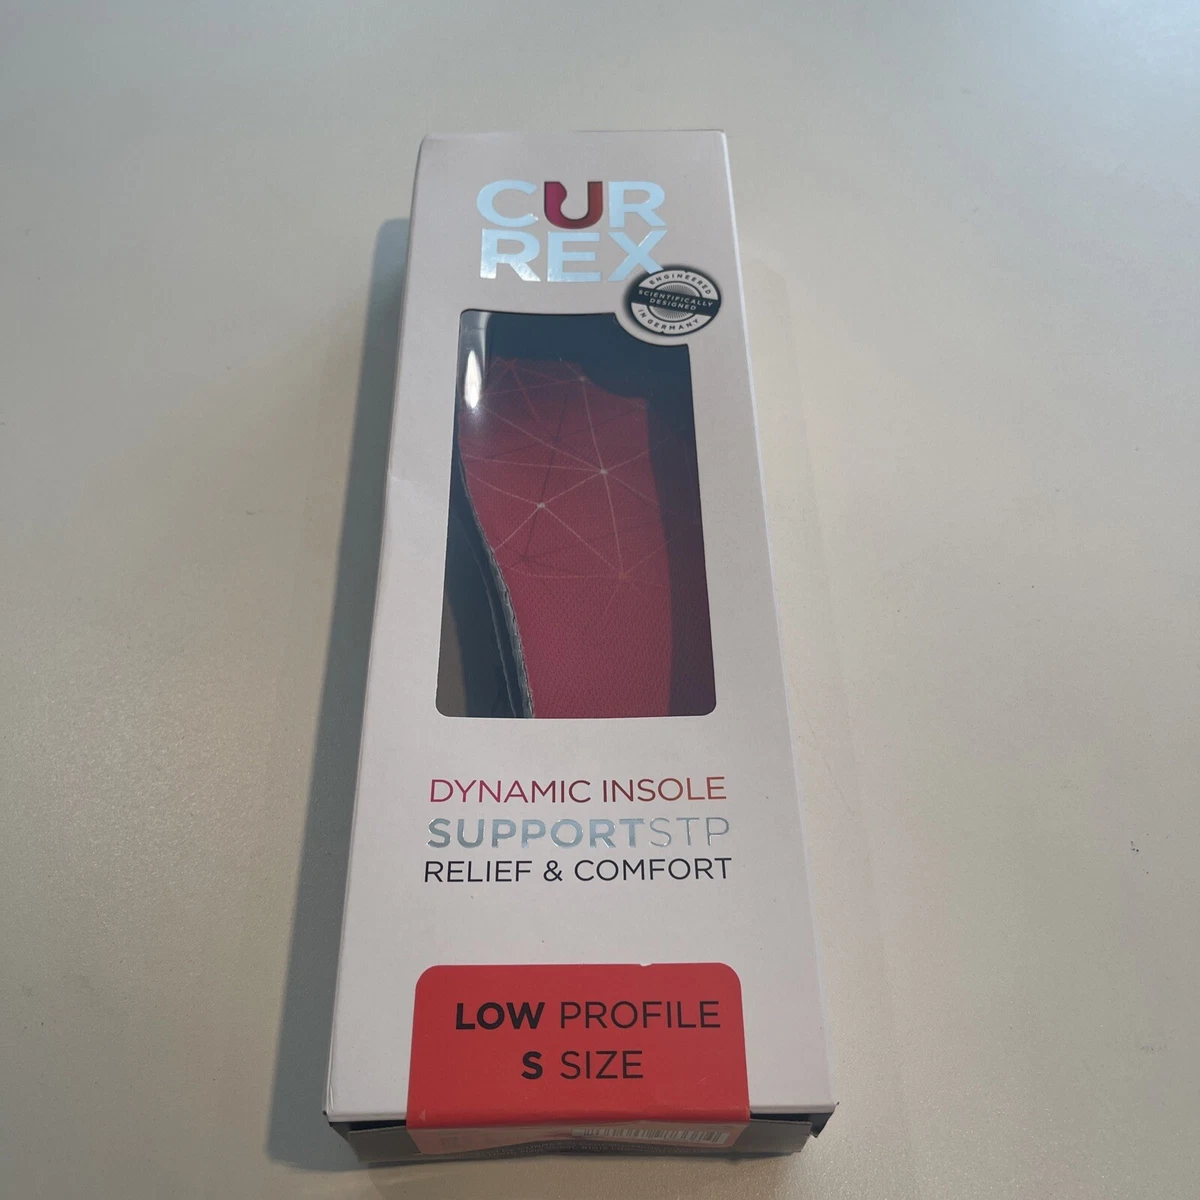 CUR
REX
ENGINEERED
SCIENTIFICALLY
DESIGNED
IN GERMANY
DYNAMIC INSOLE
SUPPORTSTP
RELIEF & COMFORT
LOW PROFILE
S SIZE